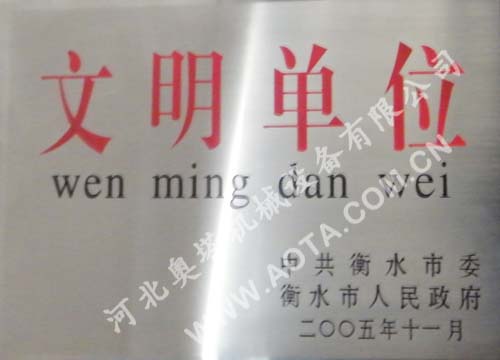 文明单位
wen ming dan wei
中共衡水市委
衡水市人民政府
二〇〇五年十一月
河北奥塔机械设备有限公司
WWW.AOTA.COM.CN